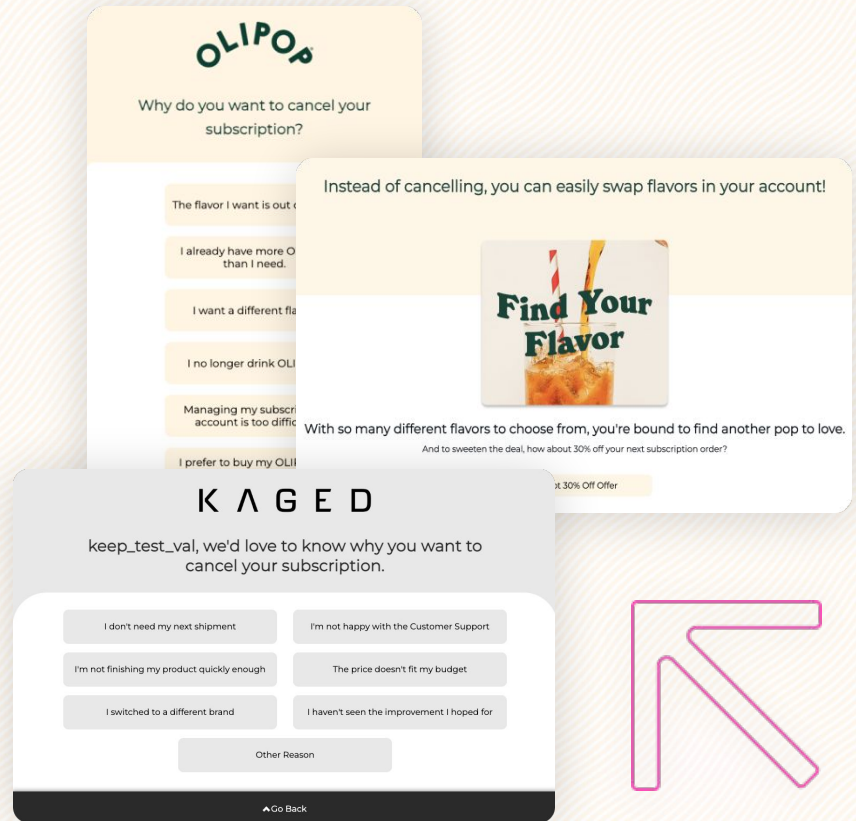 OLIPOP
Why do you want to cancel your
subscription?
The flavor I want is out
I already have more
than I need.
I want a different
I no longer drink
Managing my
account is too
I prefer to buy my
Instead of cancelling, you can easily swap flavors in your account!
Find Your
Flavor
With so many different flavors to choose from, you're bound to find another pop to love.
And to sweeten the deal, how about 30% off your next subscription order?
30% Off Offer
KAGED
keep_test_val, we'd love to know why you want to
cancel your subscription.
I don't need my next shipment
I'm not happy with the Customer Support
I'm not finishing my product quickly enough
The price doesn't fit my budget
I switched to a different brand
I haven't seen the improvement I hoped for
Other Reason
Go Back